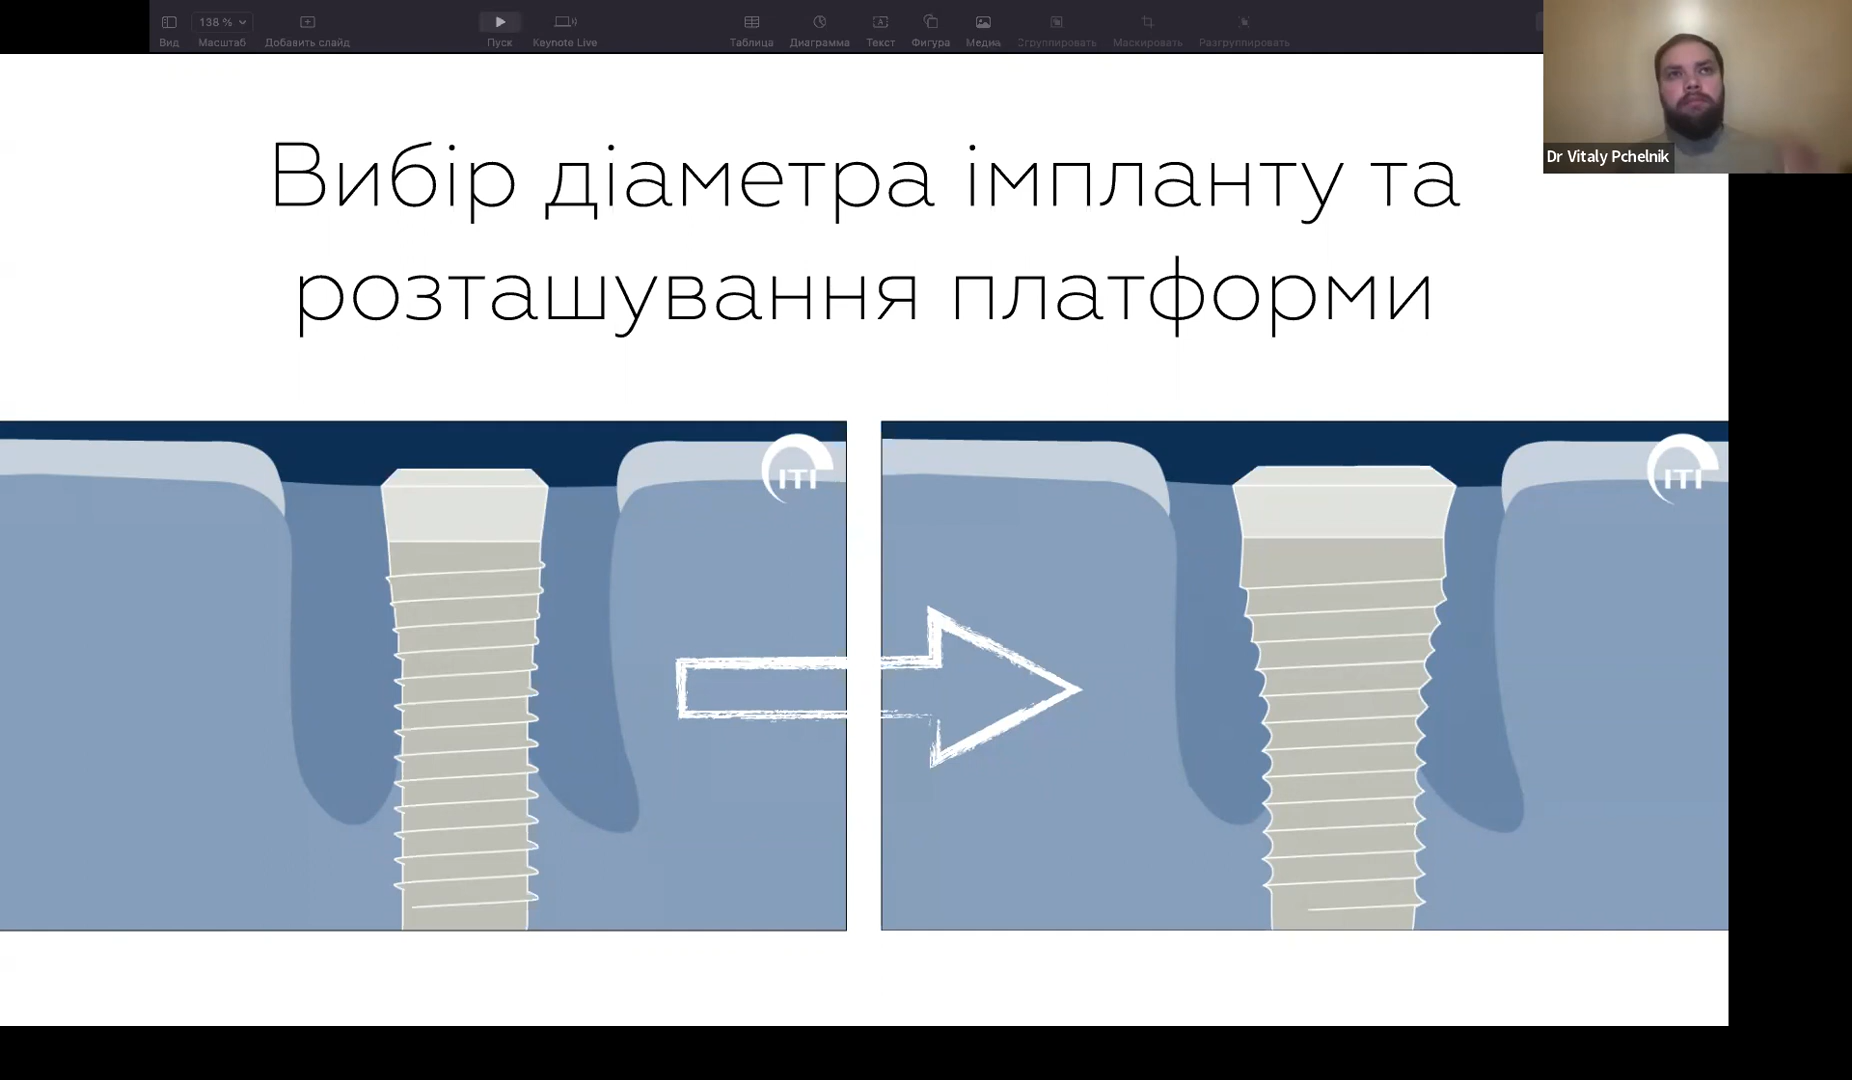 138 %
Вид
Масштаб
Добавить слайд
Пуск
Keynote Live
Таблица
Диаграмма
Текст
Фигура
Медиа
Сгруппировать
Маскировать
Разгруппировать
Dr Vitaly Pchelnik
Вибір діаметра імпланту та
розташування платформи
ITI
ITI